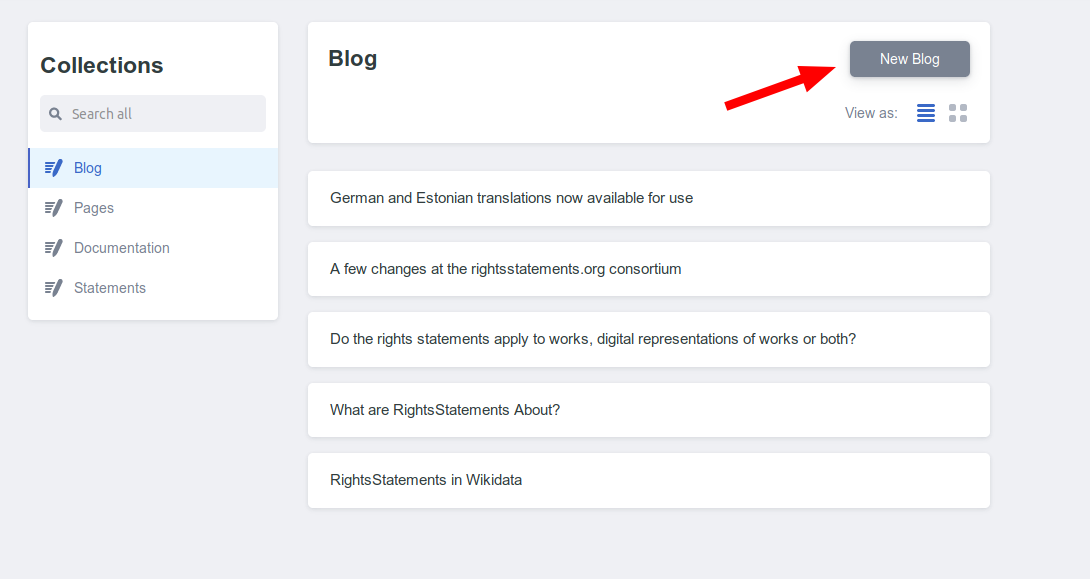 Collections
Search all
Blog
Pages
Documentation
Statements
Blog
New Blog
View as:
German and Estonian translations now available for use
A few changes at the rightsstatements.org consortium
Do the rights statements apply to works, digital representations of works or both?
What are RightsStatements About?
RightsStatements in Wikidata